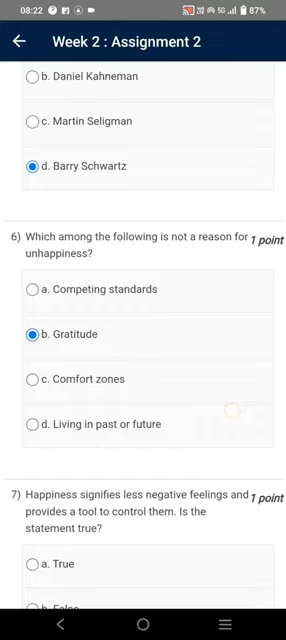 08:22
5G 87%
Week 2 : Assignment 2
b. Daniel Kahneman
c. Martin Seligman
d. Barry Schwartz
6) Which among the following is not a reason for 1 point
unhappiness?
a. Competing standards
b. Gratitude
c. Comfort zones
d. Living in past or future
7) Happiness signifies less negative feelings and 1 point
provides a tool to control them. Is the
statement true?
a. True
b. False